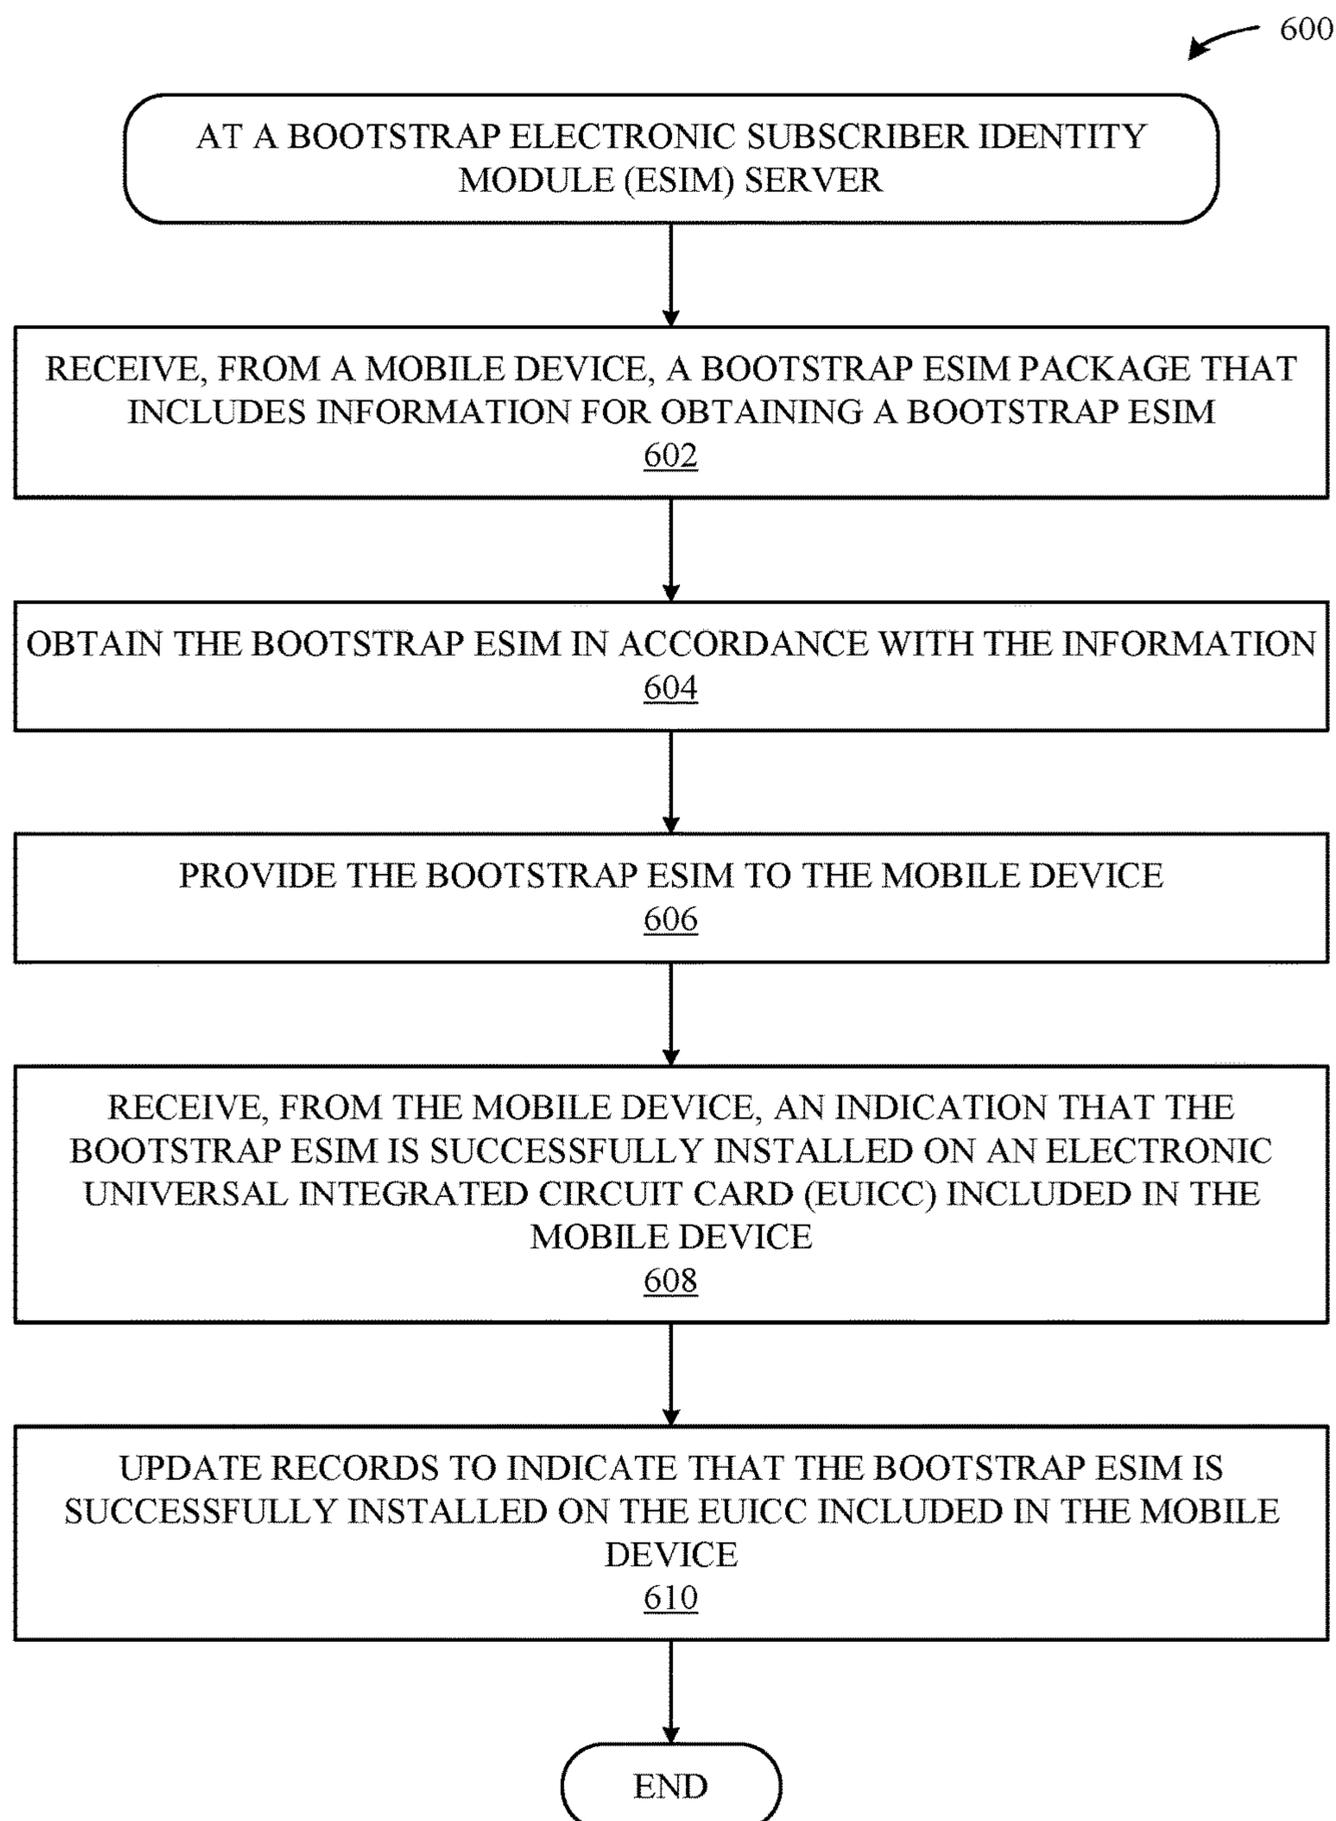 600
AT A BOOTSTRAP ELECTRONIC SUBSCRIBER IDENTITY
MODULE (ESIM) SERVER
RECEIVE, FROM A MOBILE DEVICE, A BOOTSTRAP ESIM PACKAGE THAT
INCLUDES INFORMATION FOR OBTAINING A BOOTSTRAP ESIM
602
OBTAIN THE BOOTSTRAP ESIM IN ACCORDANCE WITH THE INFORMATION
604
PROVIDE THE BOOTSTRAP ESIM TO THE MOBILE DEVICE
606
RECEIVE, FROM THE MOBILE DEVICE, AN INDICATION THAT THE
BOOTSTRAP ESIM IS SUCCESSFULLY INSTALLED ON AN ELECTRONIC
UNIVERSAL INTEGRATED CIRCUIT CARD (EUICC) INCLUDED IN THE
MOBILE DEVICE
608
UPDATE RECORDS TO INDICATE THAT THE BOOTSTRAP ESIM IS
SUCCESSFULLY INSTALLED ON THE EUICC INCLUDED IN THE MOBILE
DEVICE
610
END